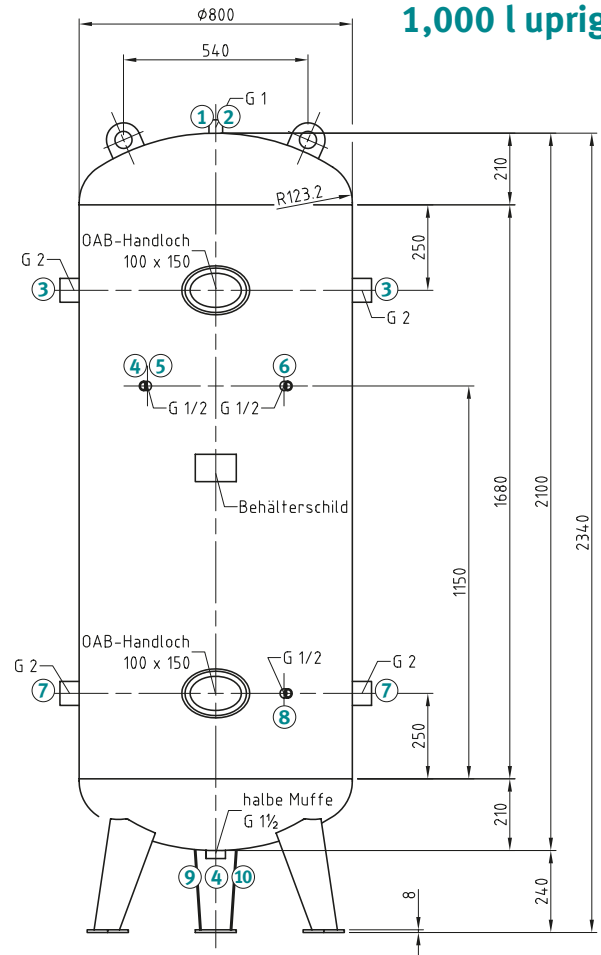 1,000 l uprig
Ø800
540
1 2 G 1
R123.2
210
250
OAB-Handloch
100 x 150
G 2
3
3
G 2
4 5
6
G 1/2 G 1/2
Behälterschild
1150
1680
2100
2340
OAB-Handloch
100 x 150
G 2
7
G 1/2
8
G 2
7
250
halbe Muffe
G 1½
210
9 4 10
8
240